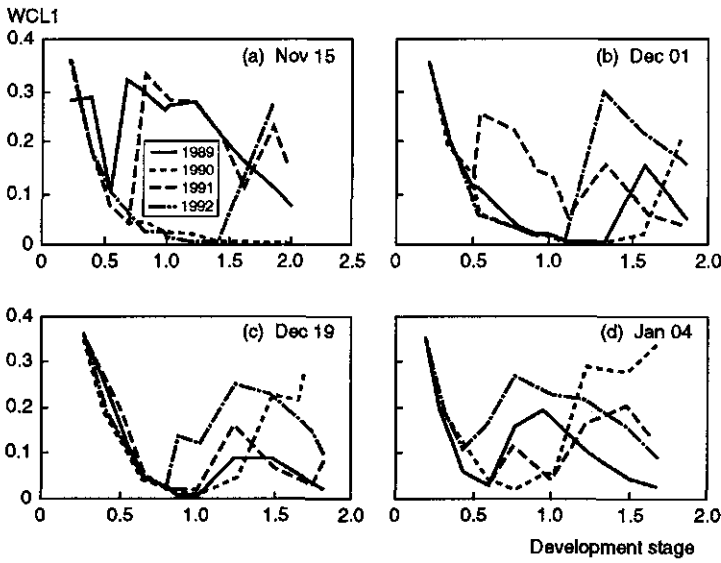 WCL1
0.4
0.3
0.2
0.1
0
(a) Nov 15
1989
1990
1991
1992
0 0.5 1.0 1.5 2.0 2.5
(b) Dec 01
0 0.5 1.0 1.5 2.0
0.4
0.3
0.2
0.1
0
(c) Dec 19
0 0.5 1.0 1.5 2.0
(d) Jan 04
0 0.5 1.0 1.5 2.0
Development stage